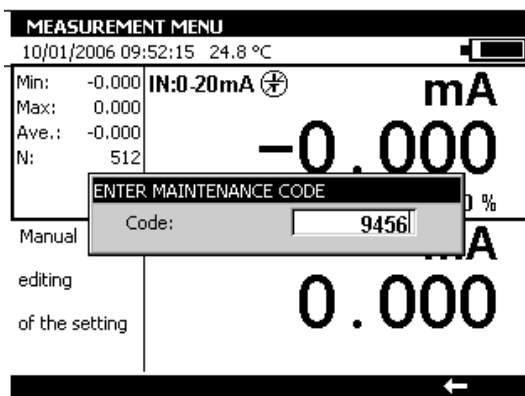 MEASUREMENT MENU
10/01/2006 09:52:15 24.8 °C
Min: -0.000
Max: 0.000
Ave.: -0.000
N: 512
IN:0-20mA
mA
-0.000
%
ENTER MAINTENANCE CODE
Code: 9456
Manual
editing
of the setting
mA
0.000